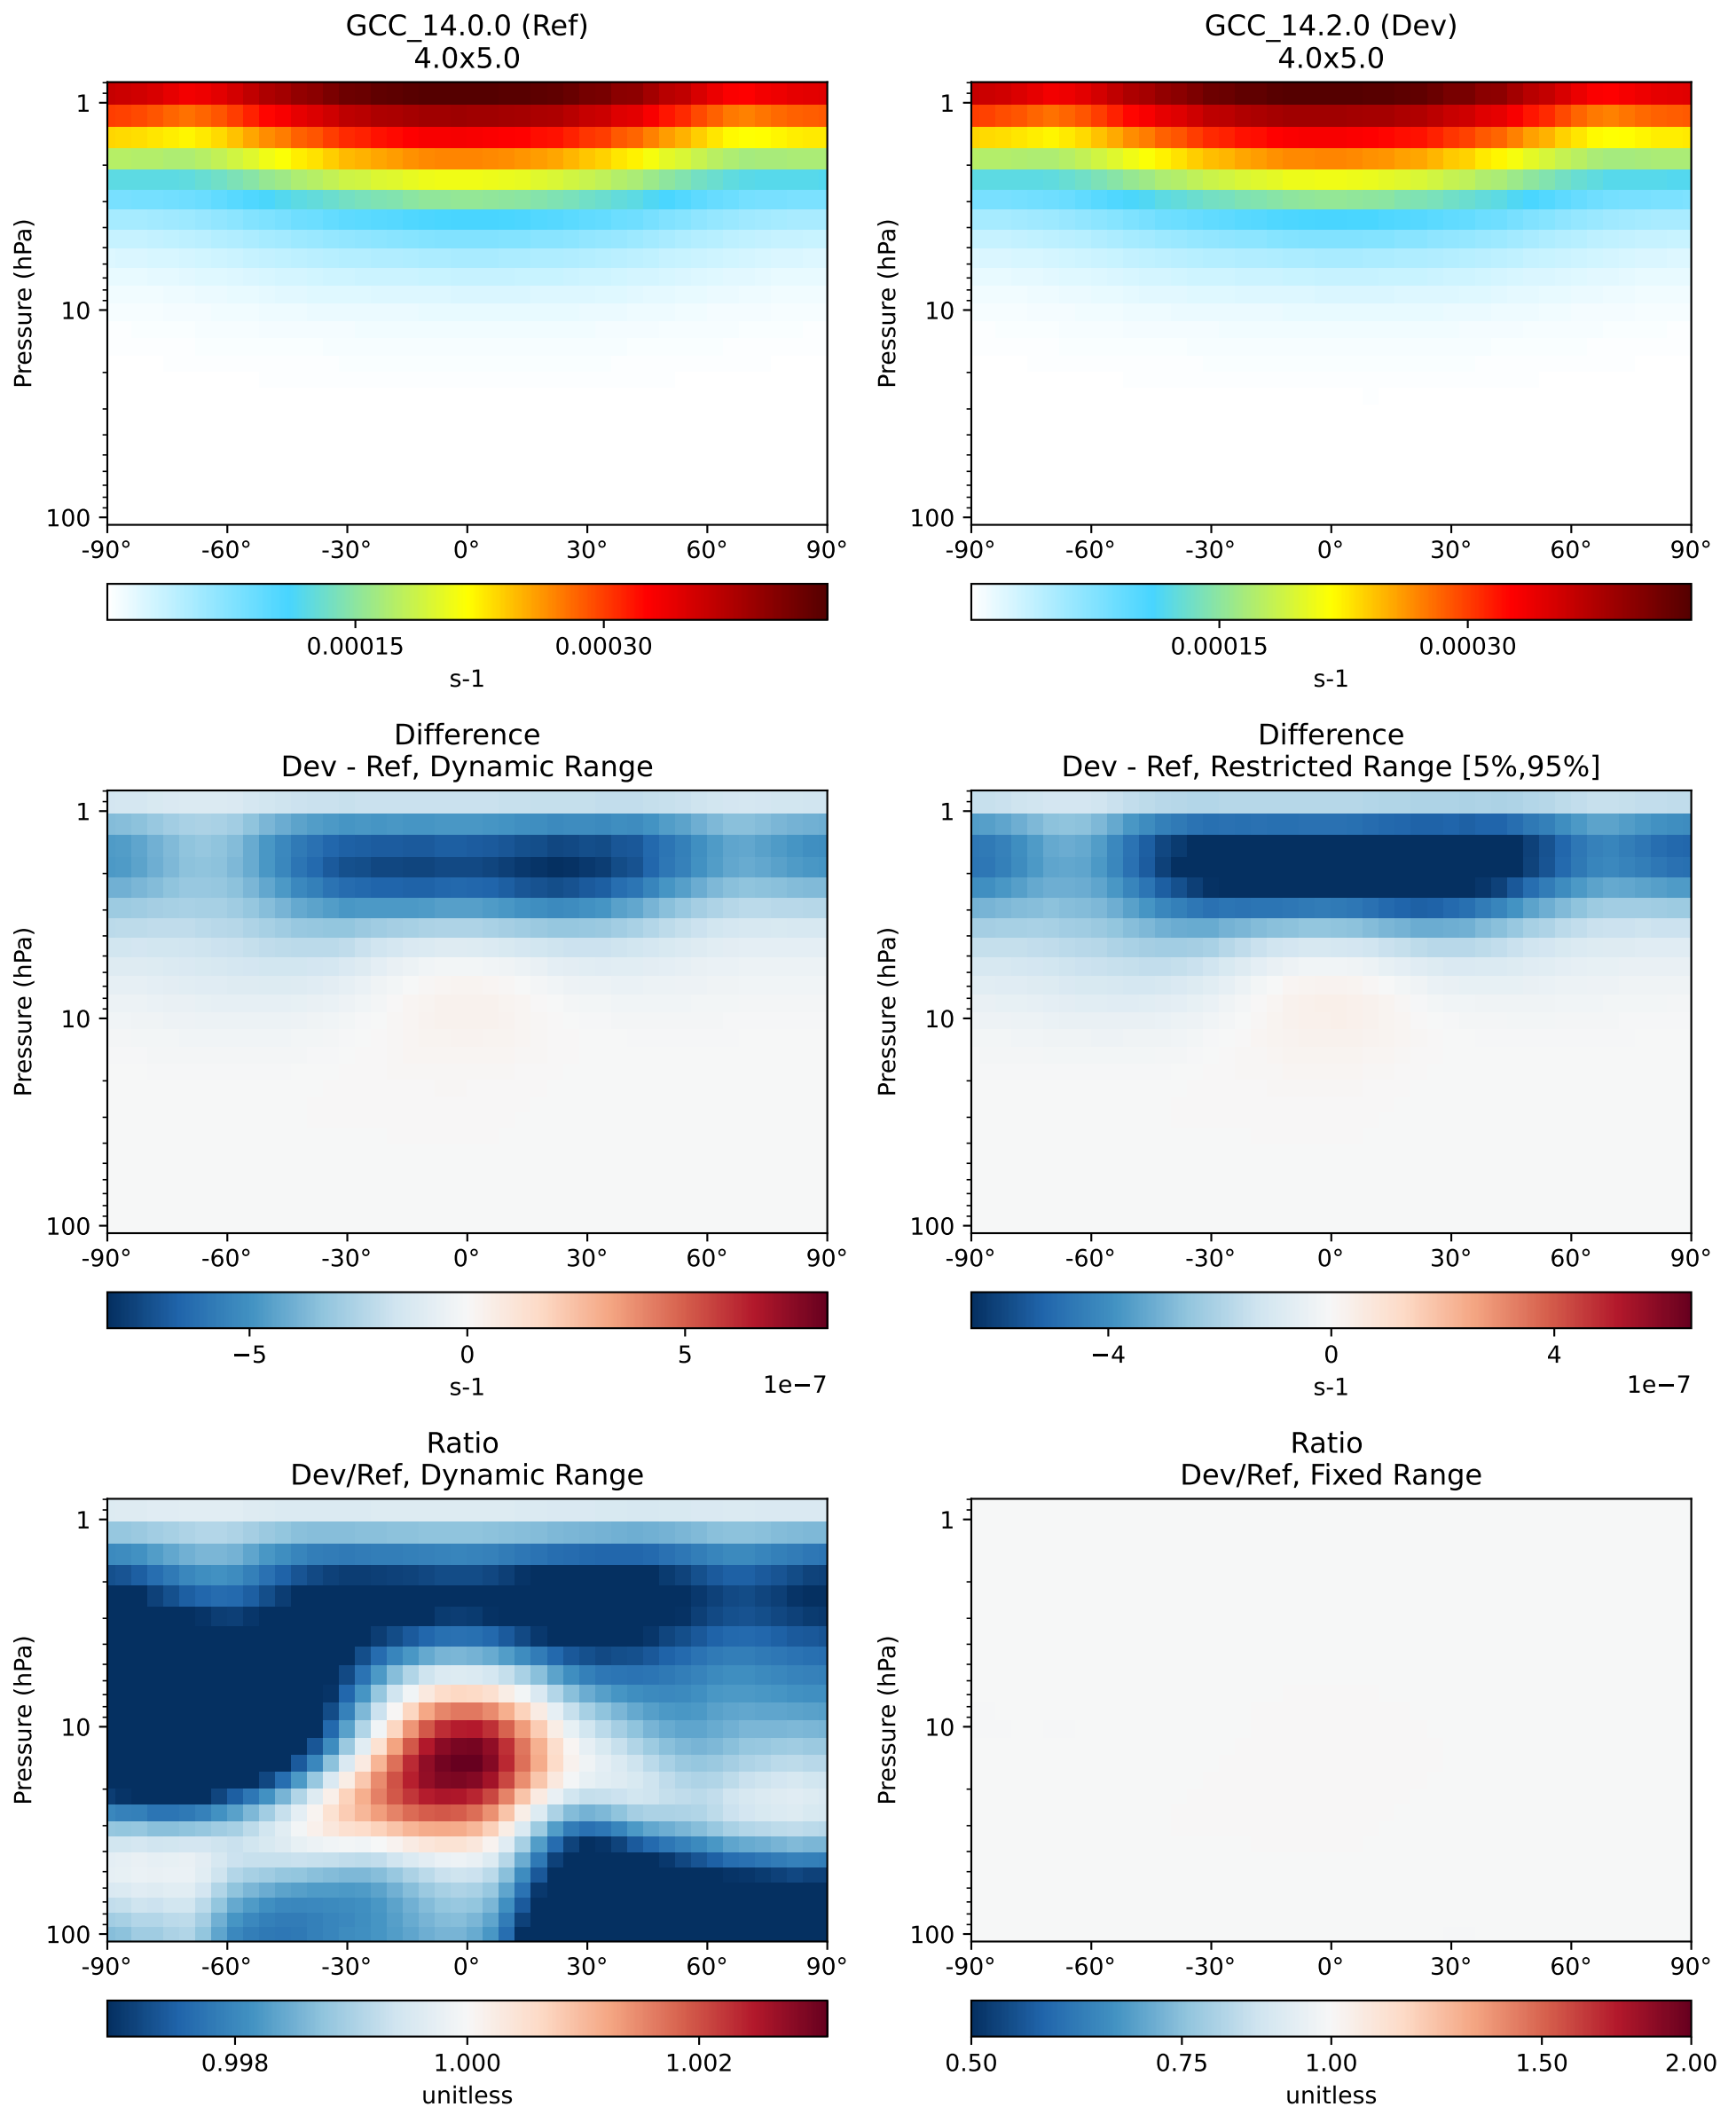 GCC_14.0.0 (Ref)
4.0x5.0
GCC_14.2.0 (Dev)
4.0x5.0
Pressure (hPa)
1
10
100
-90° -60° -30° 0° 30° 60° 90°
0.00015 0.00030
s-1
Pressure (hPa)
1
10
100
-90° -60° -30° 0° 30° 60° 90°
0.00015 0.00030
s-1
Difference
Dev - Ref, Dynamic Range
Pressure (hPa)
1
10
100
-90° -60° -30° 0° 30° 60° 90°
−5 0 5
s-1
1e−7
Difference
Dev - Ref, Restricted Range [5%,95%]
Pressure (hPa)
1
10
100
-90° -60° -30° 0° 30° 60° 90°
−4 0 4
s-1
1e−7
Ratio
Dev/Ref, Dynamic Range
Pressure (hPa)
1
10
100
-90° -60° -30° 0° 30° 60° 90°
0.998 1.000 1.002
unitless
Ratio
Dev/Ref, Fixed Range
Pressure (hPa)
1
10
100
-90° -60° -30° 0° 30° 60° 90°
0.50 0.75 1.00 1.50 2.00
unitless